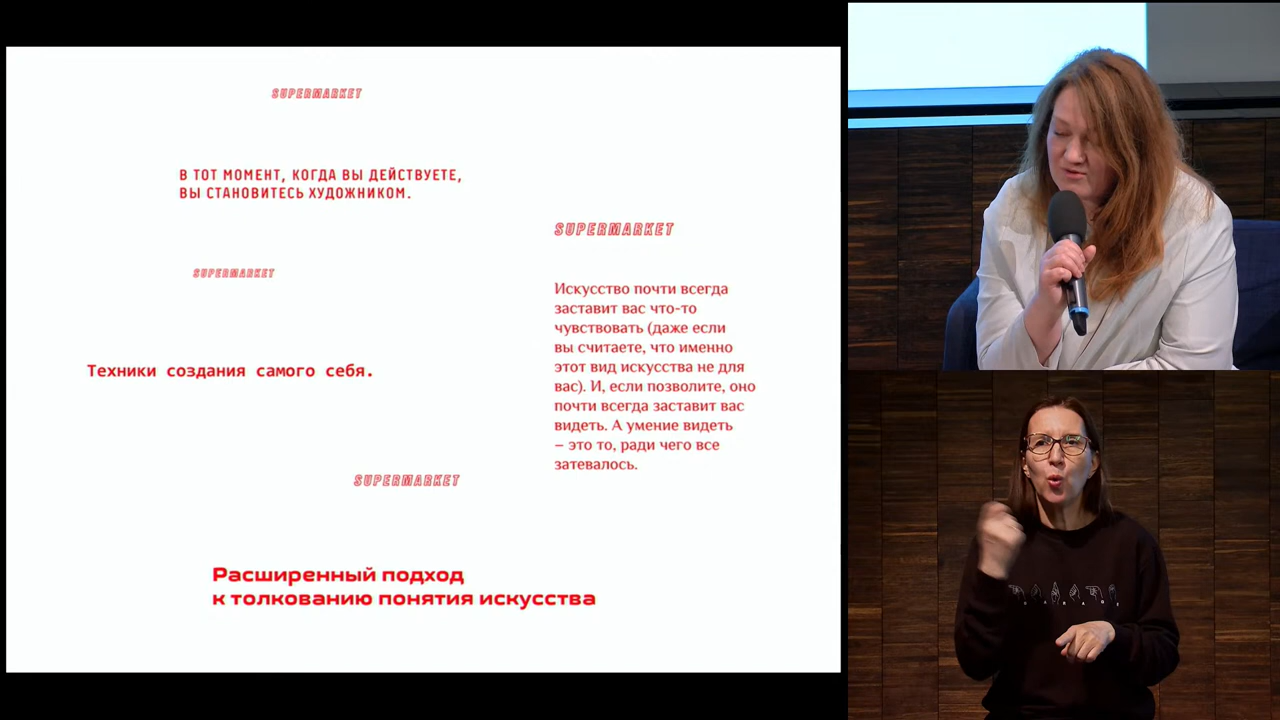 SUPERMARKET
В ТОТ МОМЕНТ, КОГДА ВЫ ДЕЙСТВУЕТЕ,
ВЫ СТАНОВИТЕСЬ ХУДОЖНИКОМ.
SUPERMARKET
Техники создания самого себя.
SUPERMARKET
Расширенный подход
к толкованию понятия искусства
SUPERMARKET
Искусство почти всегда
заставит вас что-то
чувствовать (даже если
вы считаете, что именно
этот вид искусства не для
вас). И, если позволите, оно
почти всегда заставит вас
видеть. А умение видеть
– это то, ради чего все
затевалось.